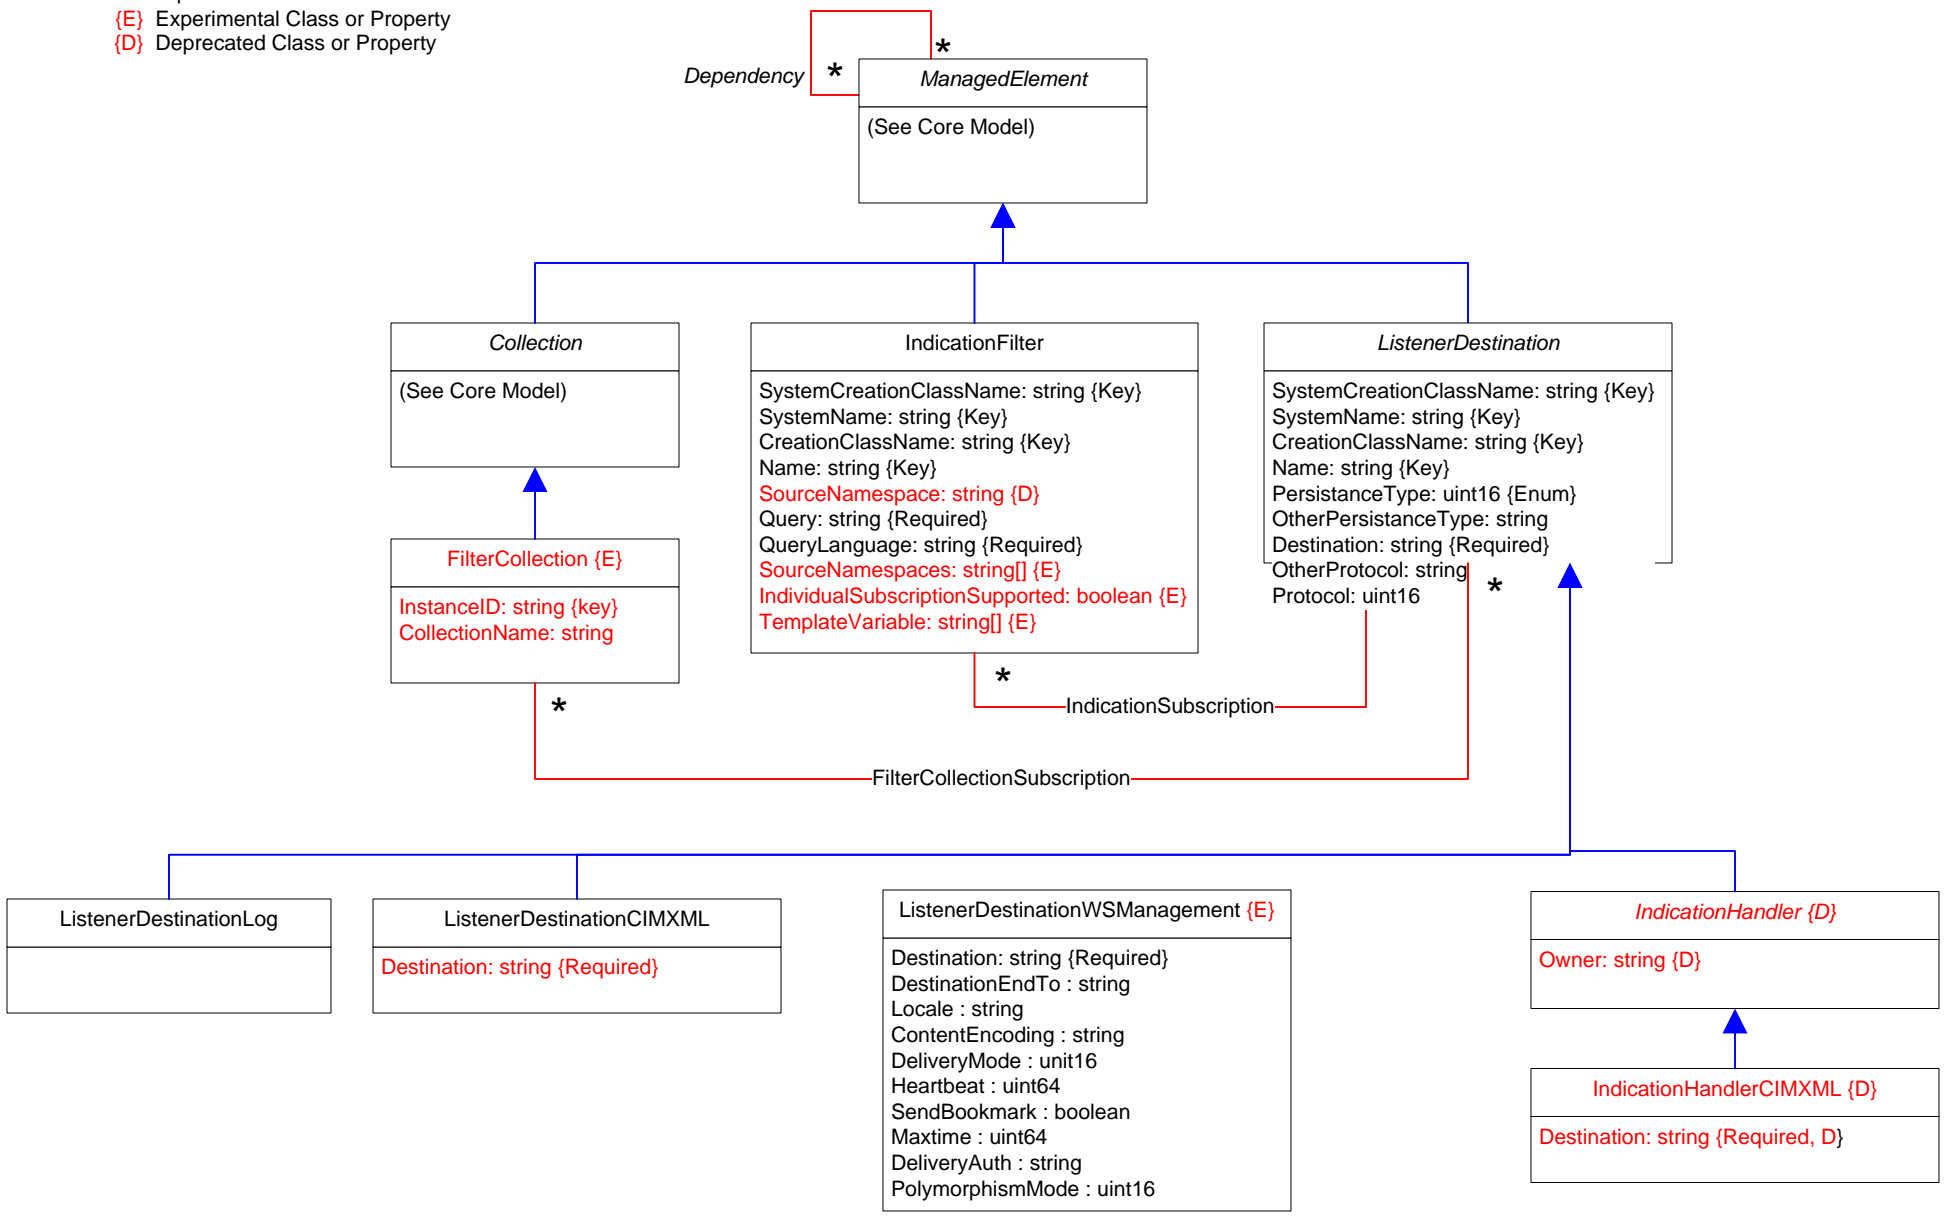 {E} Experimental Class or Property
{D} Deprecated Class or Property
*
Dependency
*
ManagedElement
(See Core Model)
Collection
(See Core Model)
IndicationFilter
SystemCreationClassName: string {Key}
SystemName: string {Key}
CreationClassName: string {Key}
Name: string {Key}
SourceNamespace: string {D}
Query: string {Required}
QueryLanguage: string {Required}
SourceNamespaces: string[] {E}
IndividualSubscriptionSupported: boolean {E}
TemplateVariable: string[] {E}
ListenerDestination
SystemCreationClassName: string {Key}
SystemName: string {Key}
CreationClassName: string {Key}
Name: string {Key}
PersistanceType: uint16 {Enum}
OtherPersistanceType: string
Destination: string {Required}
OtherProtocol: string
Protocol: uint16
*
FilterCollection {E}
InstanceID: string {key}
CollectionName: string
*
*
IndicationSubscription
FilterCollectionSubscription
ListenerDestinationLog
ListenerDestinationCIMXML
Destination: string {Required}
ListenerDestinationWSManagement {E}
Destination: string {Required}
DestinationEndTo : string
Locale : string
ContentEncoding : string
DeliveryMode : unit16
Heartbeat : uint64
SendBookmark : boolean
Maxtime : uint64
DeliveryAuth : string
PolymorphismMode : uint16
IndicationHandler {D}
Owner: string {D}
IndicationHandlerCIMXML {D}
Destination: string {Required, D}